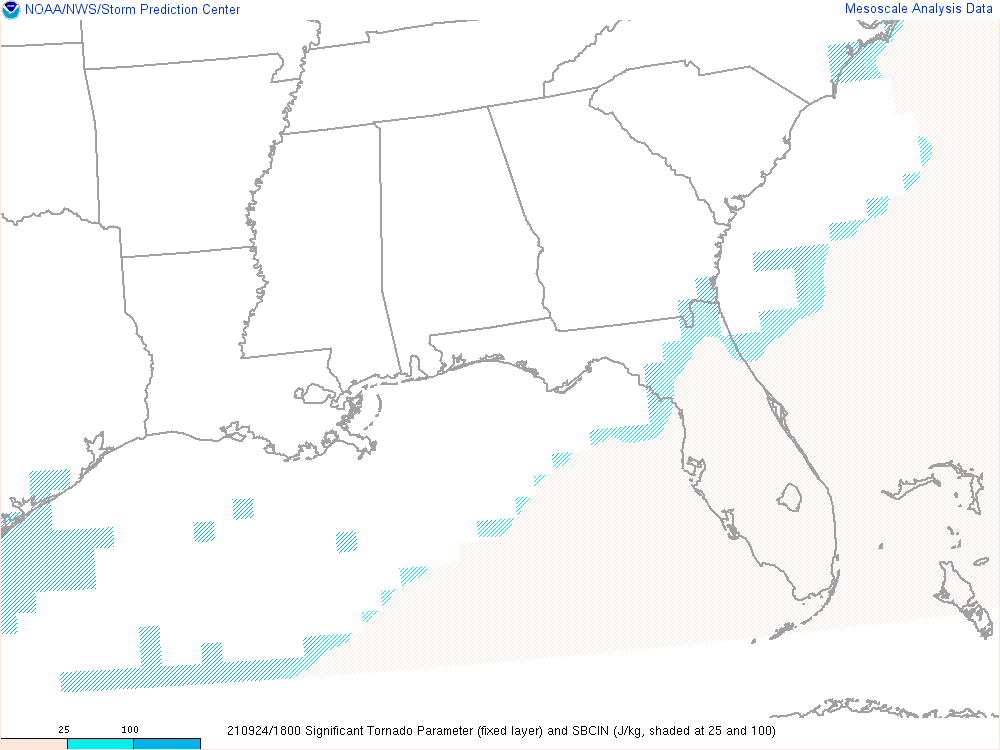 NOAA/NWS/Storm Prediction Center
Mesoscale Analysis Data
25 100
210924/1800 Significant Tornado Parameter (fixed layer) and SBCIN (J/kg, shaded at 25 and 100)